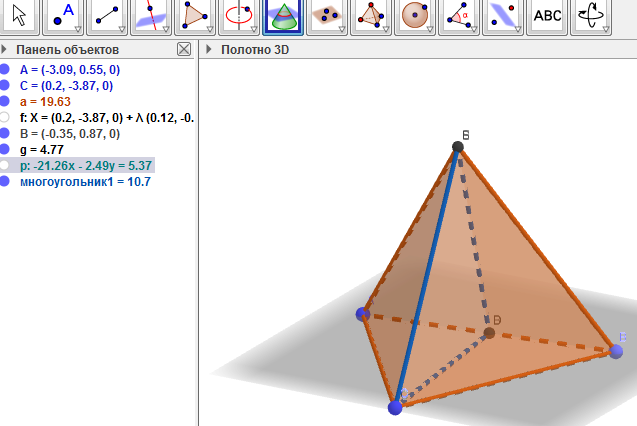 A
α
ABC
Панель объектов
Полотно 3D
A = (-3.09, 0.55, 0)
C = (0.2, -3.87, 0)
a = 19.63
f: X = (0.2, -3.87, 0) + λ (0.12, -0.
B = (-0.35, 0.87, 0)
g = 4.77
p: -21.26x - 2.49y = 5.37
многоугольник1 = 10.7
B
D